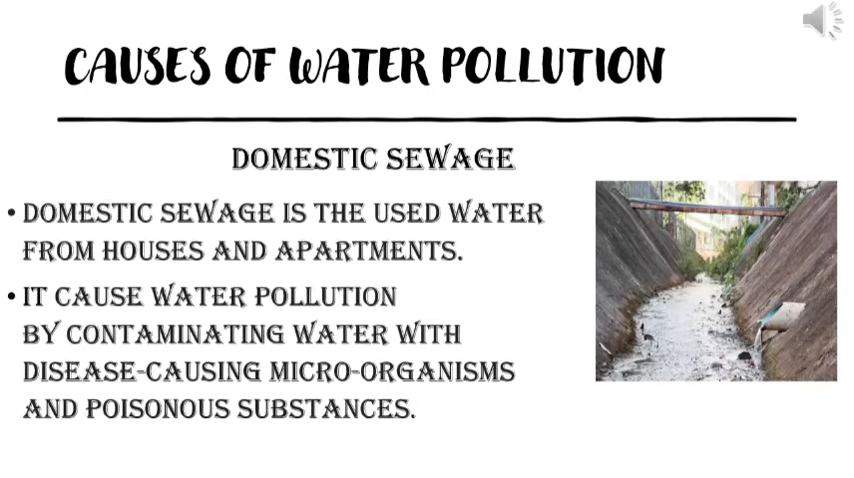 CAUSES OF WATER POLLUTION
DOMESTIC SEWAGE
• DOMESTIC SEWAGE IS THE USED WATER
FROM HOUSES AND APARTMENTS.
• IT CAUSE WATER POLLUTION
BY CONTAMINATING WATER WITH
DISEASE-CAUSING MICRO-ORGANISMS
AND POISONOUS SUBSTANCES.